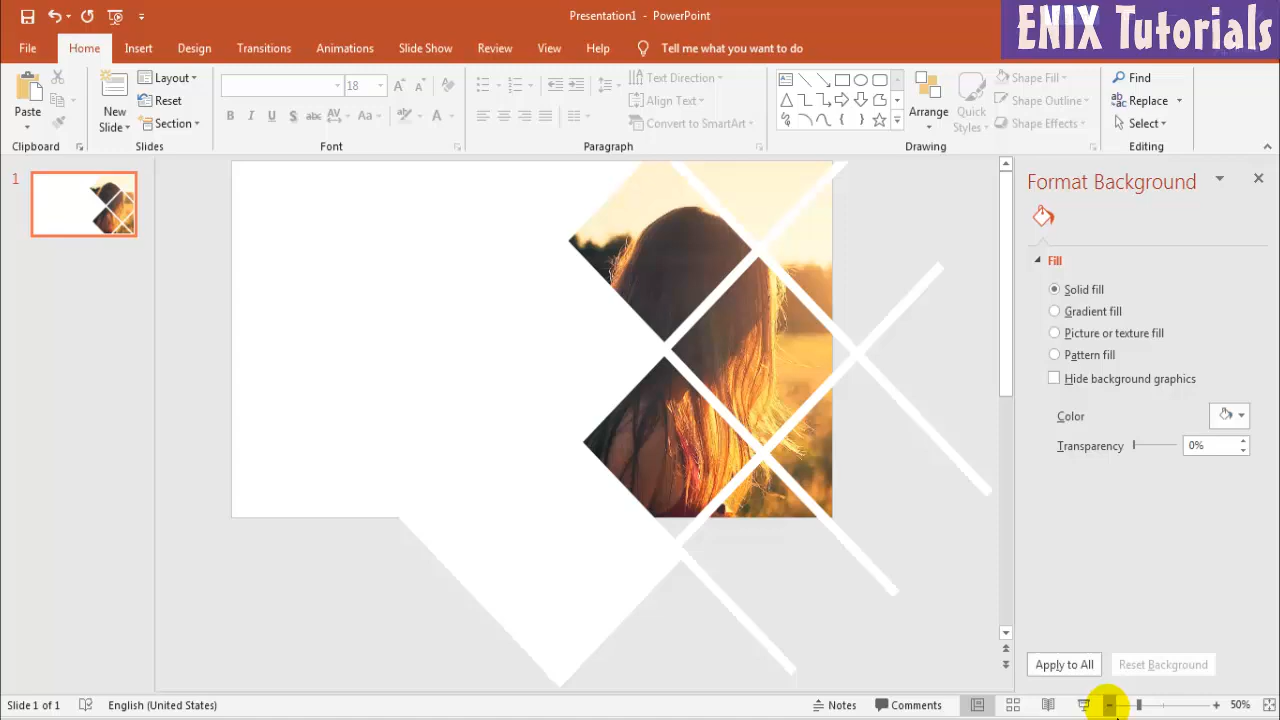 Presentation1 - PowerPoint
ENIX Tutorials
File Home Insert Design Transitions Animations Slide Show Review View Help Tell me what you want to do
Paste
Clipboard
New Slide
Layout
Reset
Section
Slides
18
B I U S abc AV Aa A
Font
Text Direction
Align Text
Convert to SmartArt
Paragraph
Arrange
Quick Styles
Shape Fill
Shape Outline
Shape Effects
Drawing
Find
Replace
Select
Editing
1
Format Background
Fill
Solid fill
Gradient fill
Picture or texture fill
Pattern fill
Hide background graphics
Color
Transparency 0%
Apply to All Reset Background
Slide 1 of 1 English (United States) Notes Comments 50%